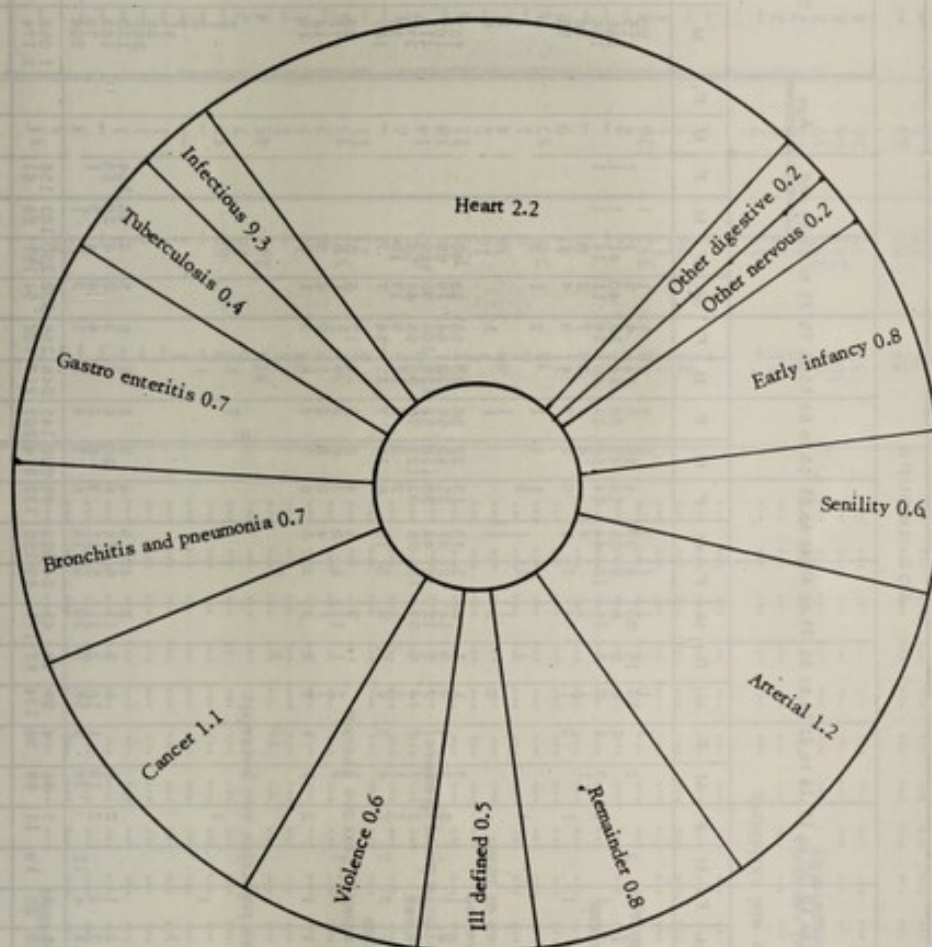 Heart 2.2
Other digestive 0.2
Other nervous 0.2
Early infancy 0.8
Senility 0.6
Arterial 1.2
Remainder 0.8
Ill defined 0.5
Violence 0.6
Cancer 1.1
Bronchitis and pneumonia 0.7
Gastro enteritis 0.7
Tuberculosis 0.4
Infectious 9.3